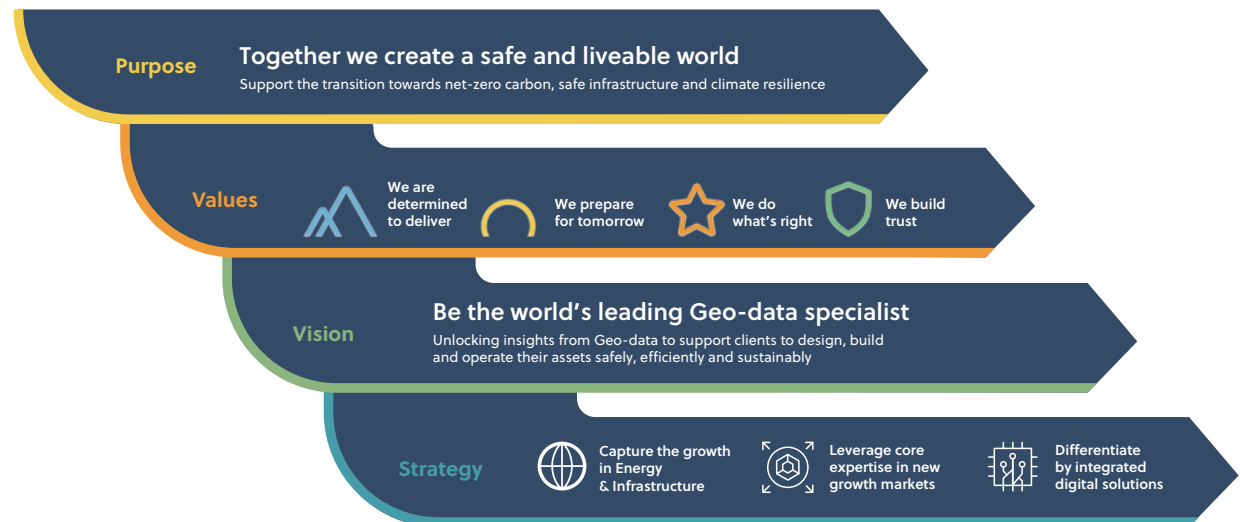 Purpose
Together we create a safe and liveable world
Support the transition towards net-zero carbon, safe infrastructure and climate resilience
Values
We are
determined
to deliver
We prepare
for tomorrow
We do
what's right
We build
trust
Vision
Be the world's leading Geo-data specialist
Unlocking insights from Geo-data to support clients to design, build
and operate their assets safely, efficiently and sustainably
Strategy
Capture the growth
in Energy
& Infrastructure
Leverage core
expertise in new
growth markets
Differentiate
by integrated
digital solutions